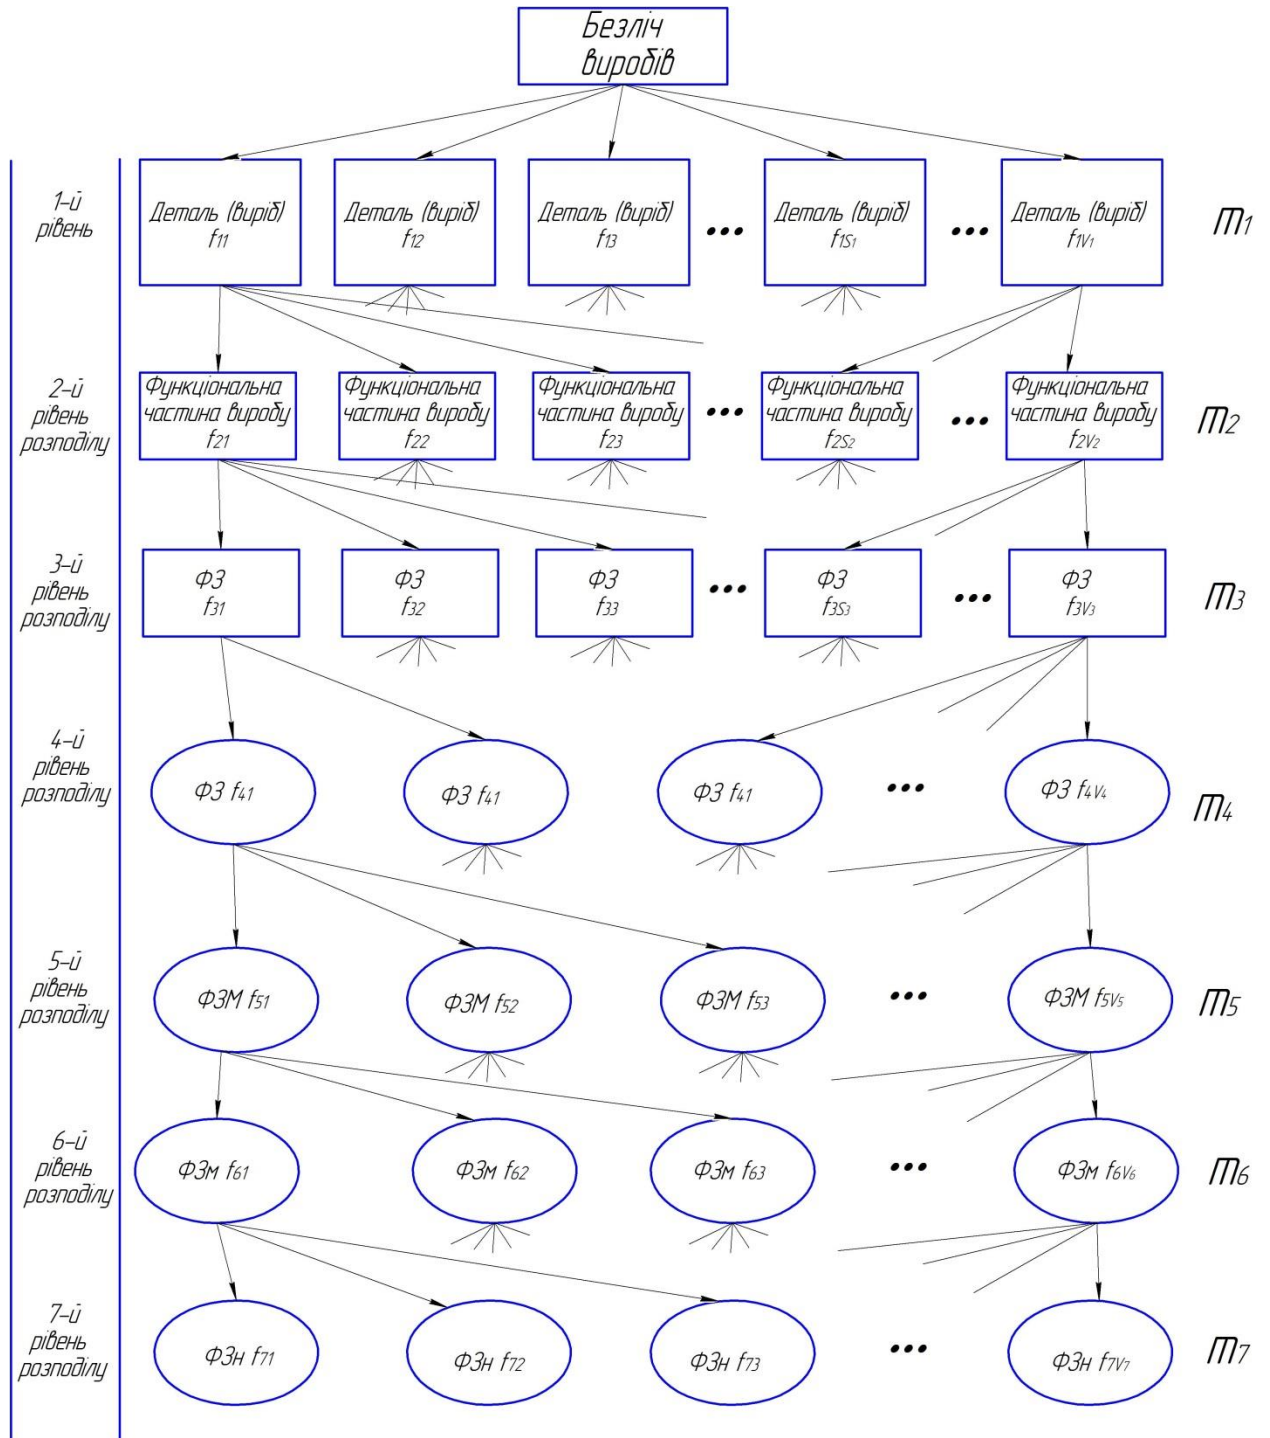 Безліч
виробів
1-й
рівень
Деталь (виріб)
f11
Деталь (виріб)
f12
Деталь (виріб)
f13
•••
Деталь (виріб)
f1S1
•••
Деталь (виріб)
f1V1
m1
2-й
рівень
розподілу
Функціональна
частина виробу
f21
Функціональна
частина виробу
f22
Функціональна
частина виробу
f23
•••
Функціональна
частина виробу
f2S2
•••
Функціональна
частина виробу
f2V2
m2
3-й
рівень
розподілу
ФЗ
f31
ФЗ
f32
ФЗ
f33
•••
ФЗ
f3S3
•••
ФЗ
f3V3
m3
4-й
рівень
розподілу
ФЗ f41
ФЗ f41
ФЗ f41
•••
ФЗ f4V4
m4
5-й
рівень
розподілу
ФЗМ f51
ФЗМ f52
ФЗМ f53
•••
ФЗМ f5V5
m5
6-й
рівень
розподілу
ФЗм f61
ФЗм f62
ФЗм f63
•••
ФЗм f6V6
m6
7-й
рівень
розподілу
ФЗн f71
ФЗн f72
ФЗн f73
•••
ФЗн f7V7
m7